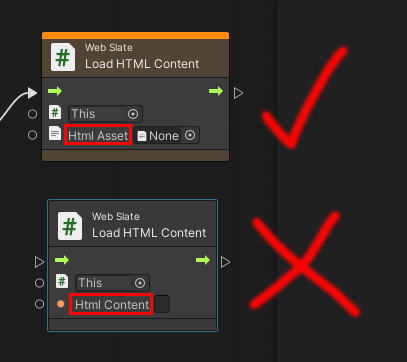 Web Slate
Load HTML Content
This
Html Asset None
Web Slate
Load HTML Content
This
Html Content